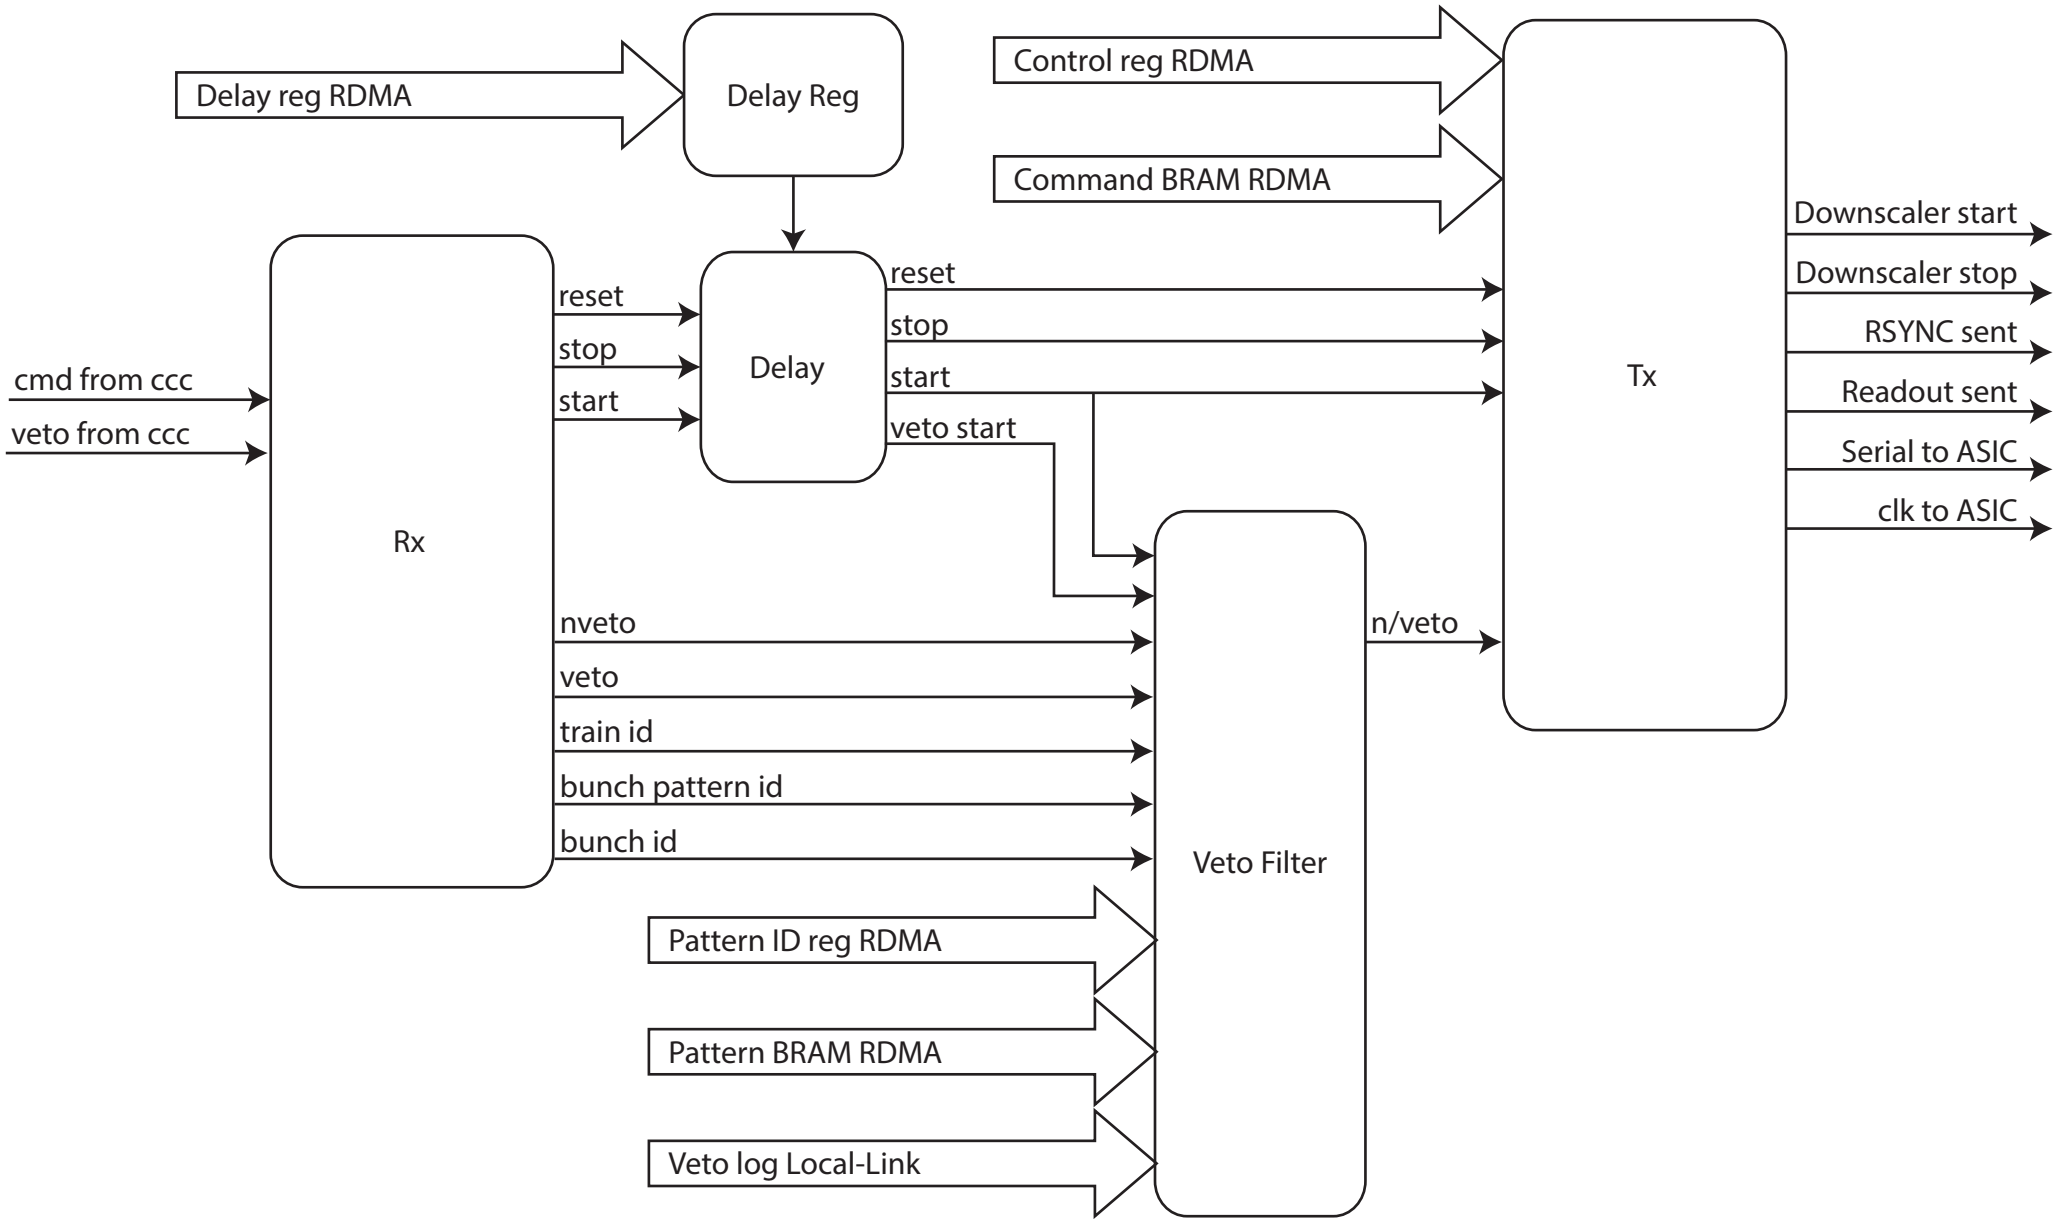 Delay reg RDMA
Delay Reg
Control reg RDMA
Command BRAM RDMA
Downscaler start
Downscaler stop
RSYNC sent
Readout sent
Serial to ASIC
clk to ASIC
Tx
reset
stop
start
veto start
Delay
reset
stop
start
cmd from ccc
veto from ccc
Rx
nveto
veto
train id
bunch pattern id
bunch id
n/veto
Veto Filter
Pattern ID reg RDMA
Pattern BRAM RDMA
Veto log Local-Link